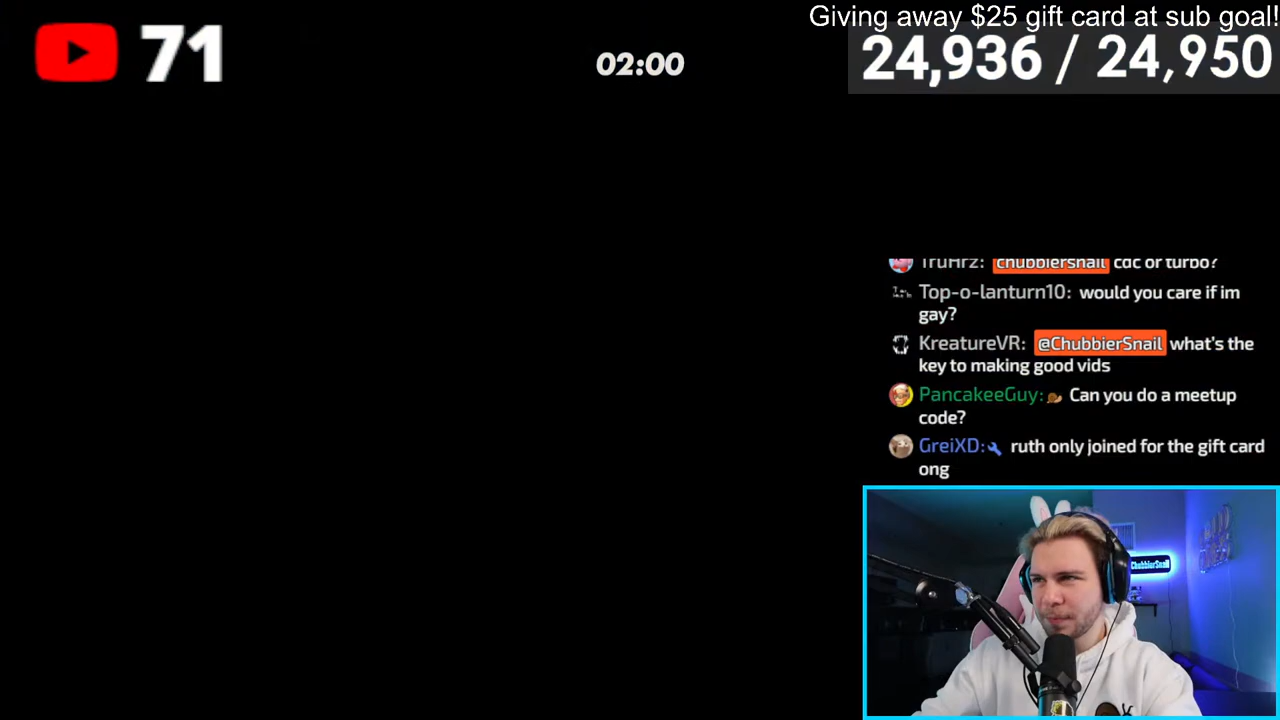 Giving away $25 gift card at sub goal!
71
02:00
24,936 / 24,950
TruHrz: chubbiersnail cdc or turbo?
Top-o-lanturn10: would you care if im
gay?
KreatureVR: @ChubbierSnail what's the
key to making good vids
PancakeeGuy: Can you do a meetup
code?
GreiXD: ruth only joined for the gift card
ong
ChubbierSnail